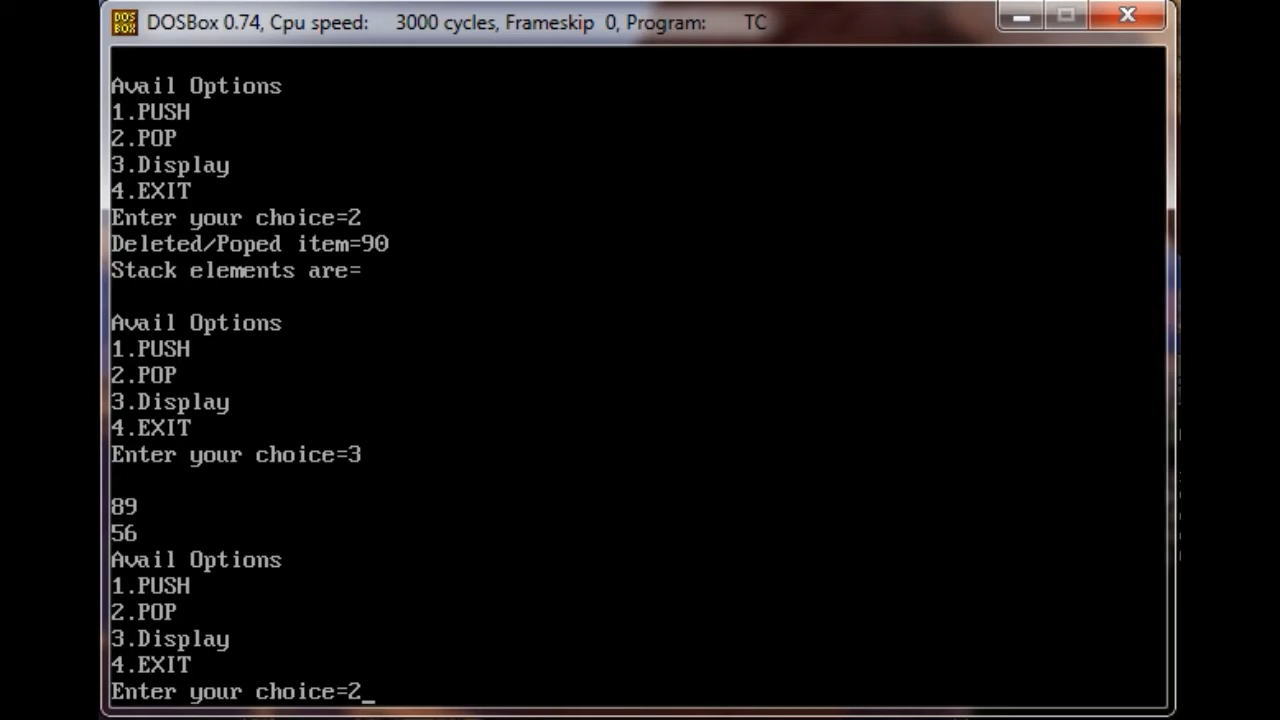 DOS
BOX
DOSBox 0.74, Cpu speed: 3000 cycles, Frameskip 0, Program: TC
Avail Options
1.PUSH
2.POP
3.Display
4.EXIT
Enter your choice=2
Deleted/Poped item=90
Stack elements are=
Avail Options
1.PUSH
2.POP
3.Display
4.EXIT
Enter your choice=3
89
56
Avail Options
1.PUSH
2.POP
3.Display
4.EXIT
Enter your choice=2_